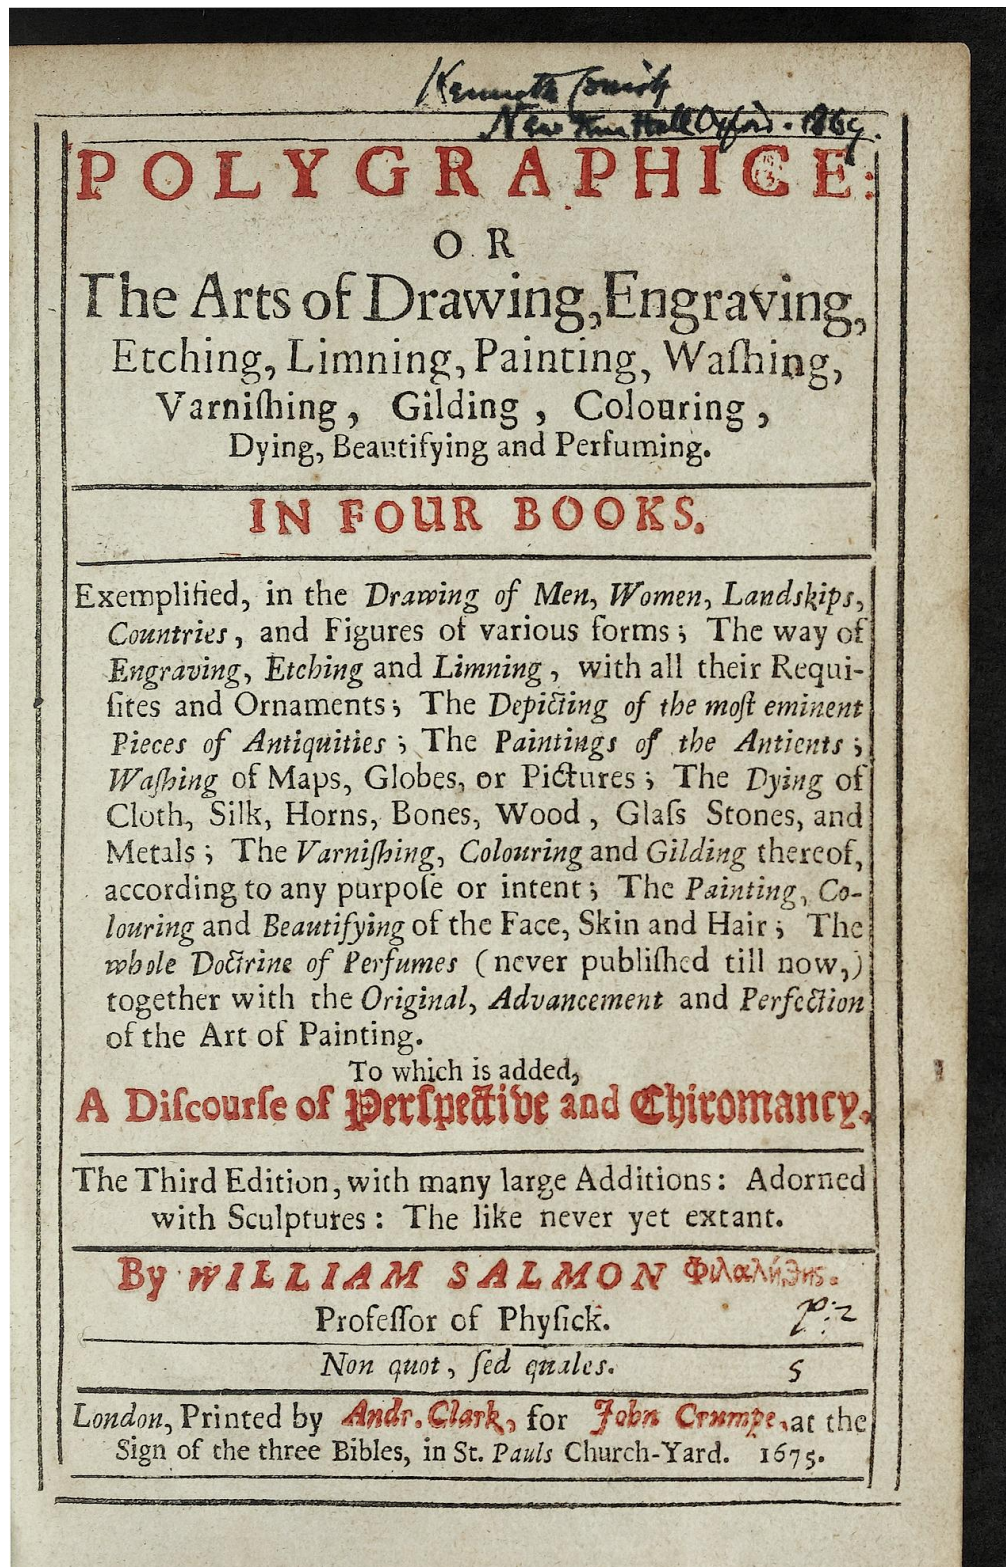 Kenneth
New Inn Hall Oxford. 1869.
POLYGRAPHICE:
OR
The Arts of Drawing, Engraving,
Etching, Limning, Painting, Waſhing,
Varniſhing, Gilding, Colouring,
Dying, Beautifying and Perfuming.
IN FOUR BOOKS.
Exemplified, in the Drawing of Men, Women, Landskips,
Countries, and Figures of various forms; The way of
Engraving, Etching and Limning, with all their Requi-
ſites and Ornaments; The Depicting of the moſt eminent
Pieces of Antiquities; The Paintings of the Antients;
Waſhing of Maps, Globes, or Pictures; The Dying of
Cloth, Silk, Horns, Bones, Wood, Glaſs Stones, and
Metals; The Varniſhing, Colouring and Gilding thereof,
according to any purpoſe or intent; The Painting, Co-
louring and Beautifying of the Face, Skin and Hair; The
whole Doctrine of Perfumes (never publiſhed till now,)
together with the Original, Advancement and Perfection
of the Art of Painting.
To which is added,
A Diſcourſe of Perſpective and Chiromancy.
The Third Edition, with many large Additions: Adorned
with Sculptures: The like never yet extant.
By WILLIAM SALMON Φιλαλήθης.
Profeſſor of Phyſick.
p:2
Non quot, ſed quales.
5
London, Printed by Andr. Clark, for John Crumpe, at the
Sign of the three Bibles, in St. Pauls Church-Yard. 1675.